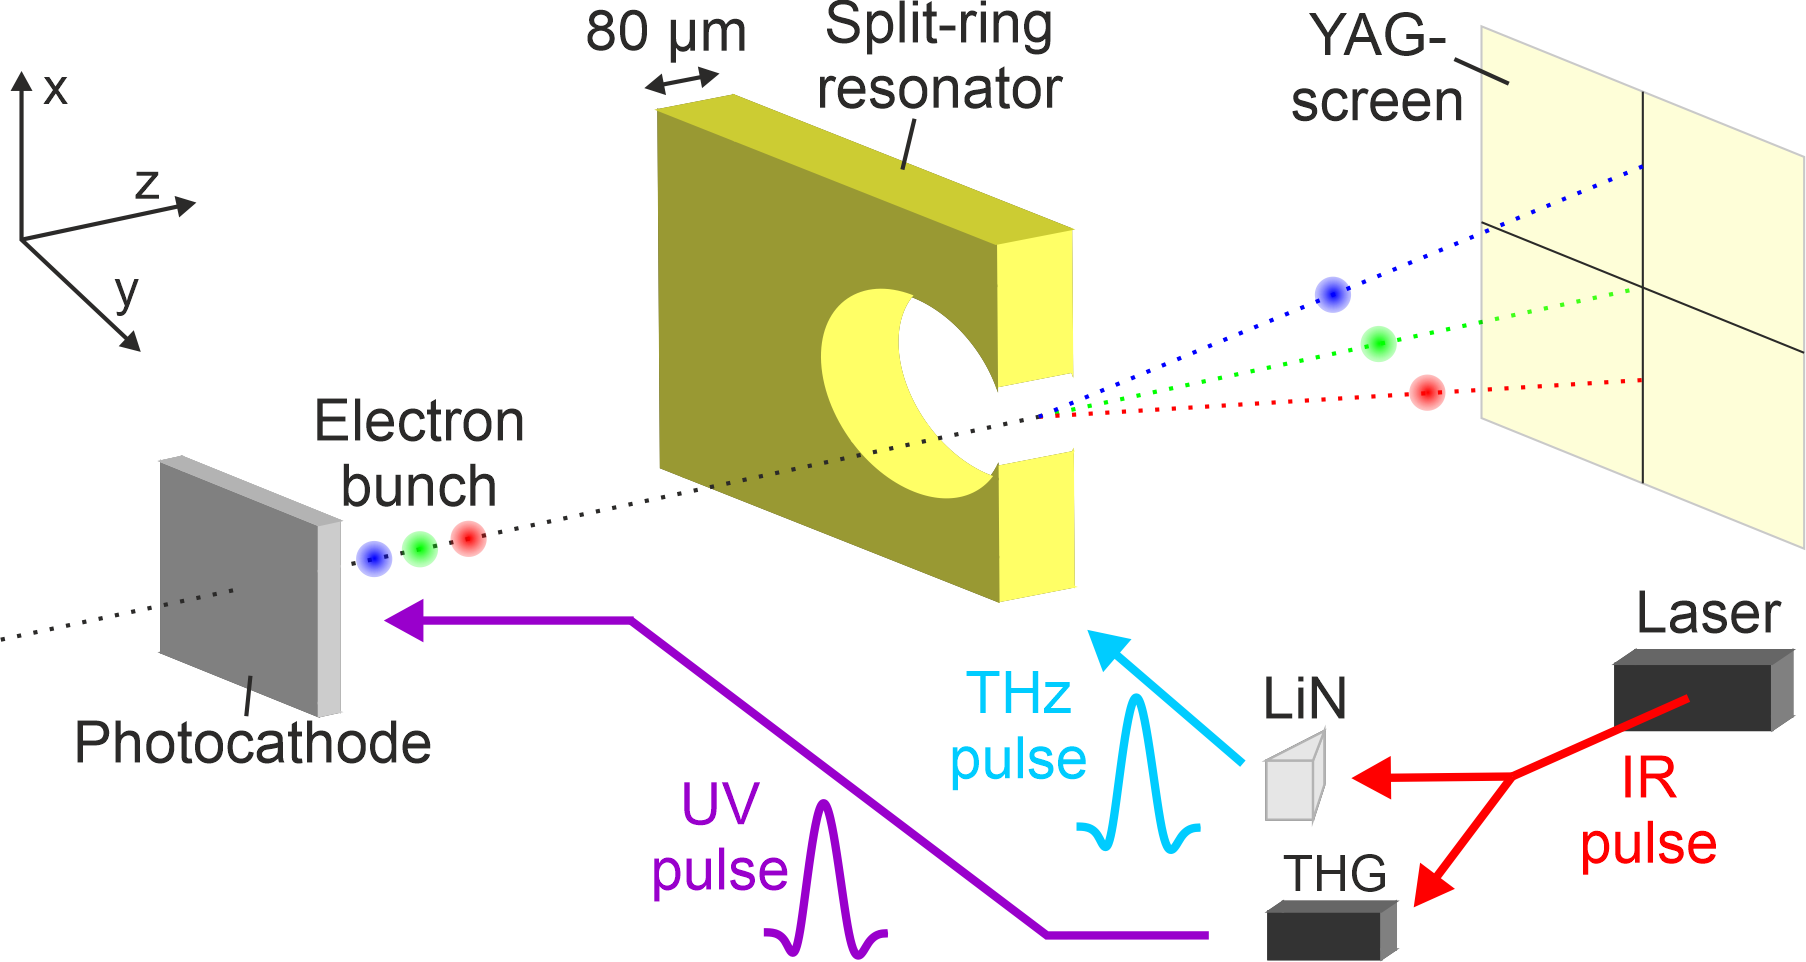 80 µm
Split-ring
resonator
YAG-
screen
x
z
y
Electron
bunch
Photocathode
Laser
THz
pulse
LiN
IR
pulse
UV
pulse
THG